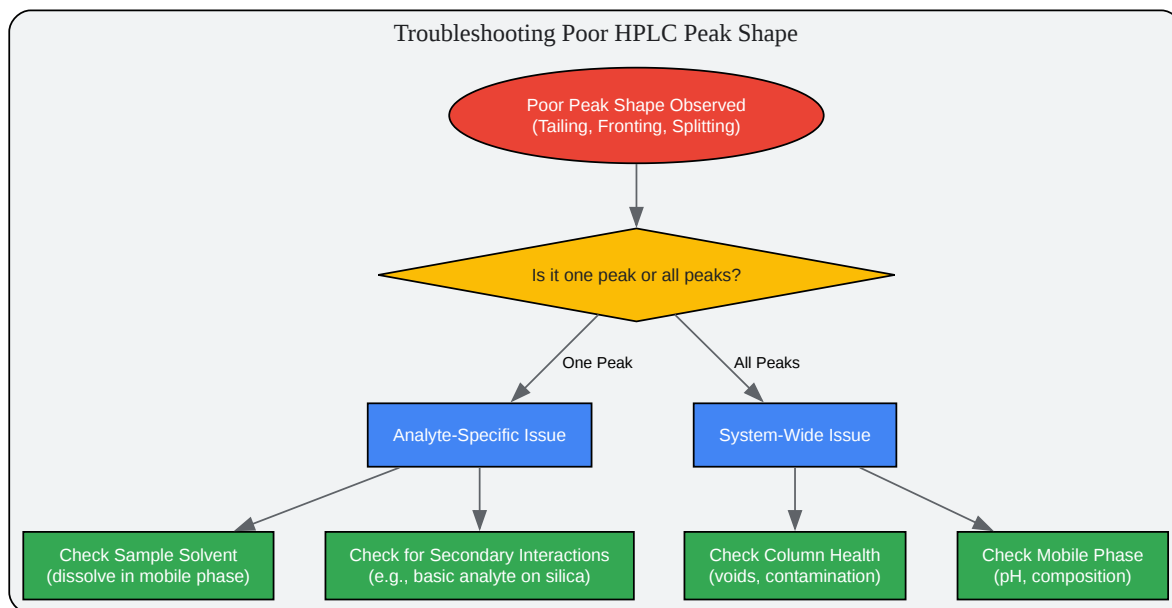 Troubleshooting Poor HPLC Peak Shape
Poor Peak Shape Observed
(Tailing, Fronting, Splitting)
Is it one peak or all peaks?
One Peak
All Peaks
Analyte-Specific Issue
System-Wide Issue
Check Sample Solvent
(dissolve in mobile phase)
Check for Secondary Interactions
(e.g., basic analyte on silica)
Check Column Health
(voids, contamination)
Check Mobile Phase
(pH, composition)